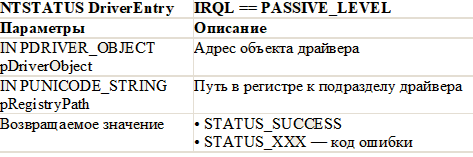 NTSTATUS DriverEntry IRQL == PASSIVE_LEVEL
Параметры Описание
IN PDRIVER_OBJECT Адрес объекта драйвера
pDriverObject
IN PUNICODE_STRING Путь в регистре к подразделу драйвера
pRegistryPath
Возвращаемое значение • STATUS_SUCCESS
• STATUS_XXX — код ошибки